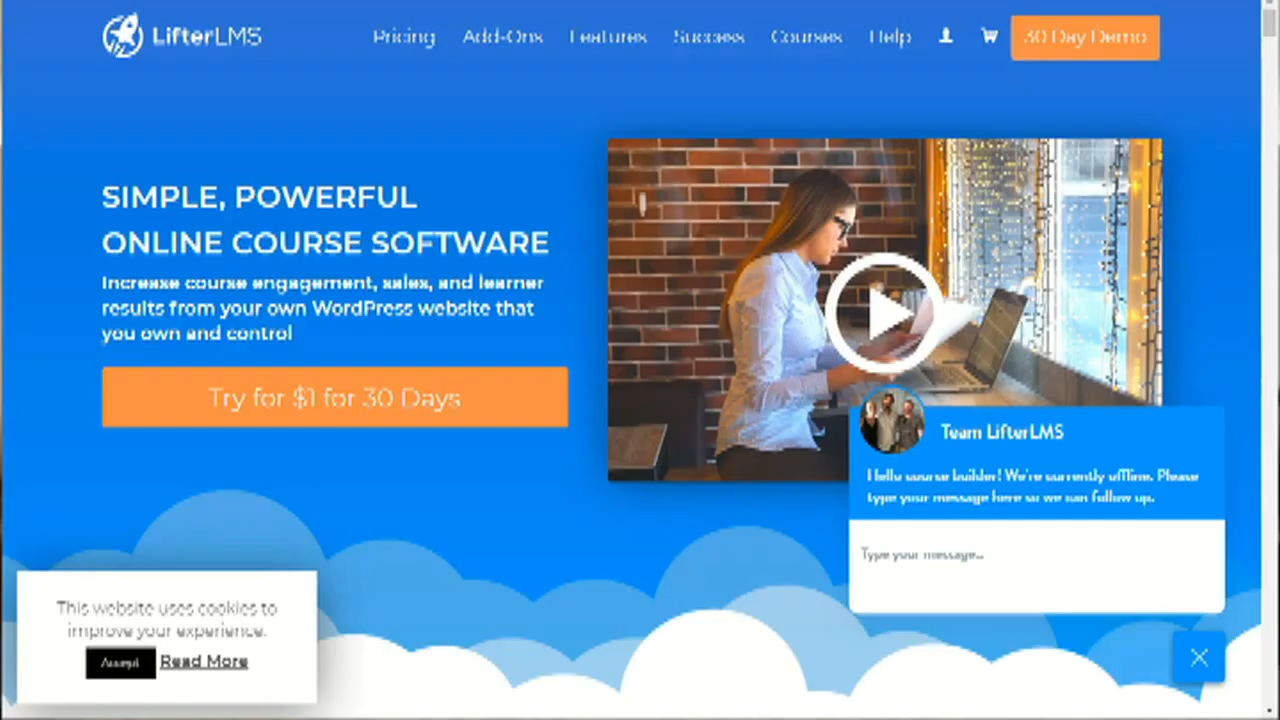 LifterLMS
Pricing Add-Ons Features Success Courses Help 30 Day Demo
SIMPLE, POWERFUL
ONLINE COURSE SOFTWARE
Increase course engagement, sales, and learner
results from your own WordPress website that
you own and control
Try for $1 for 30 Days
Team LifterLMS
Hello course builder! We're currently offline. Please
type your message here so we can follow up.
Type your message...
This website uses cookies to
improve your experience.
Accept Read More